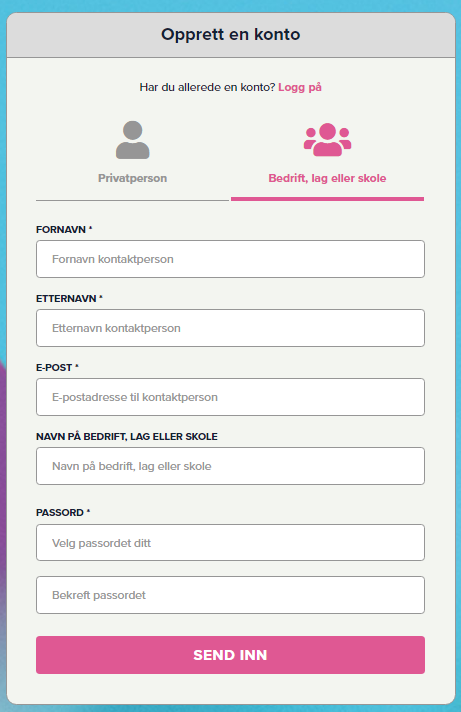 Opprett en konto
Har du allerede en konto? Logg på
Privatperson
Bedrift, lag eller skole
FORNAVN *
Fornavn kontaktperson
ETTERNAVN *
Etternavn kontaktperson
E-POST *
E-postadresse til kontaktperson
NAVN PÅ BEDRIFT, LAG ELLER SKOLE
Navn på bedrift, lag eller skole
PASSORD *
Velg passordet ditt
Bekreft passordet
SEND INN